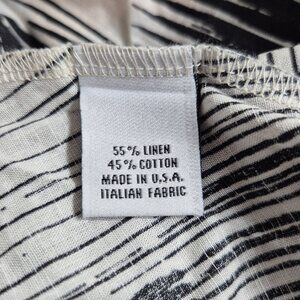 55% LINEN
45% COTTON
MADE IN U.S.A.
ITALIAN FABRIC